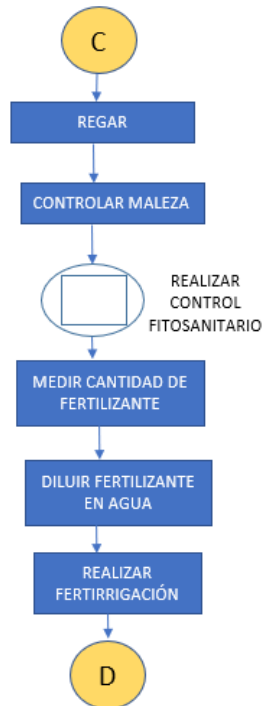 C
REGAR
CONTROLAR MALEZA
REALIZAR
CONTROL
FITOSANITARIO
MEDIR CANTIDAD DE
FERTILIZANTE
DILUIR FERTILIZANTE
EN AGUA
REALIZAR
FERTIRRIGACIÓN
D